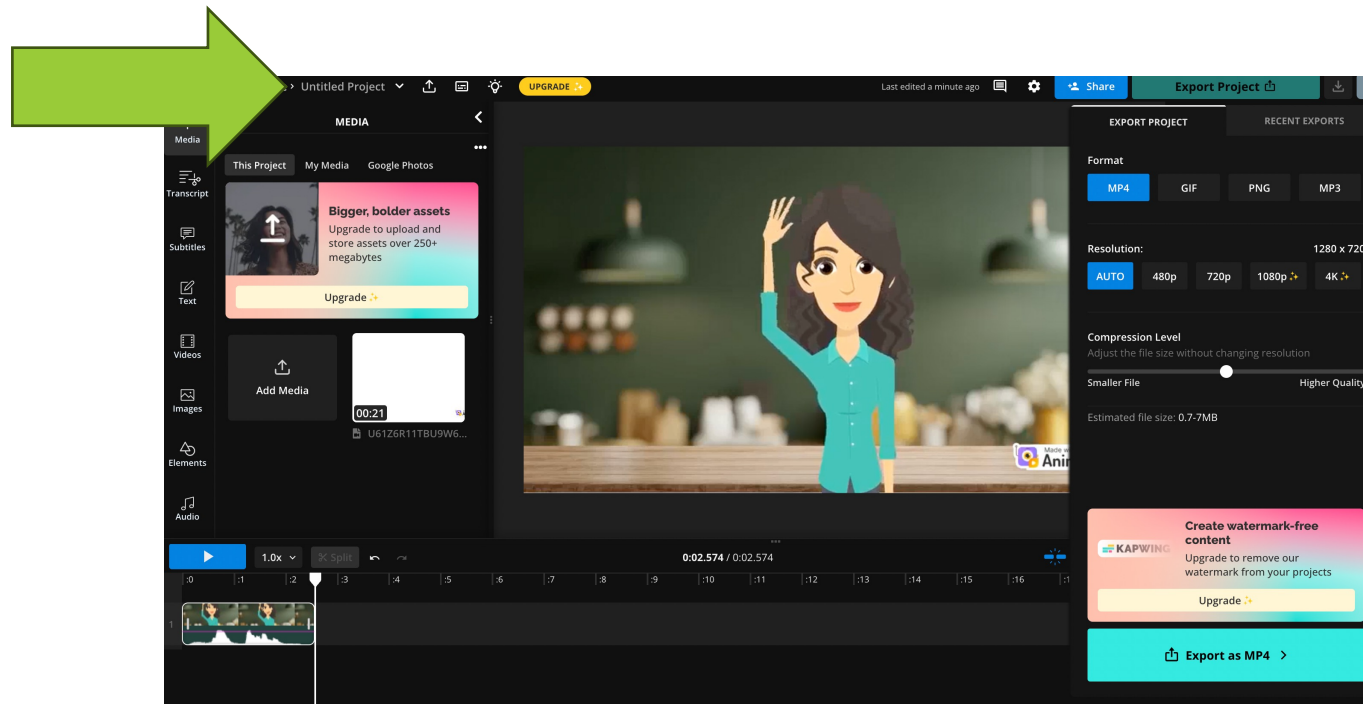 Untitled Project
UPGRADE
Last edited a minute ago
Share
Export Project
Media
MEDIA
This Project My Media Google Photos
Bigger, bolder assets
Upgrade to upload and
store assets over 250+
megabytes
Upgrade
Add Media
00:21
U61Z6R11TBU9W6...
Transcript
Subtitles
Text
Videos
Images
Elements
Audio
Made
Ani
EXPORT PROJECT RECENT EXPORTS
Format
MP4 GIF PNG MP3
Resolution: 1280 x 720
AUTO 480p 720p 1080p 4K
Compression Level
Adjust the file size without changing resolution
Smaller File Higher Quality
Estimated file size: 0.7-7MB
KAPWING
Create watermark-free
content
Upgrade to remove our
watermark from your projects
Upgrade
Export as MP4
1.0x Split 0:02.574 / 0:02.574
:0 :1 :2 :3 :4 :5 :6 :7 :8 :9 :10 :11 :12 :13 :14 :15 :16 :1
1